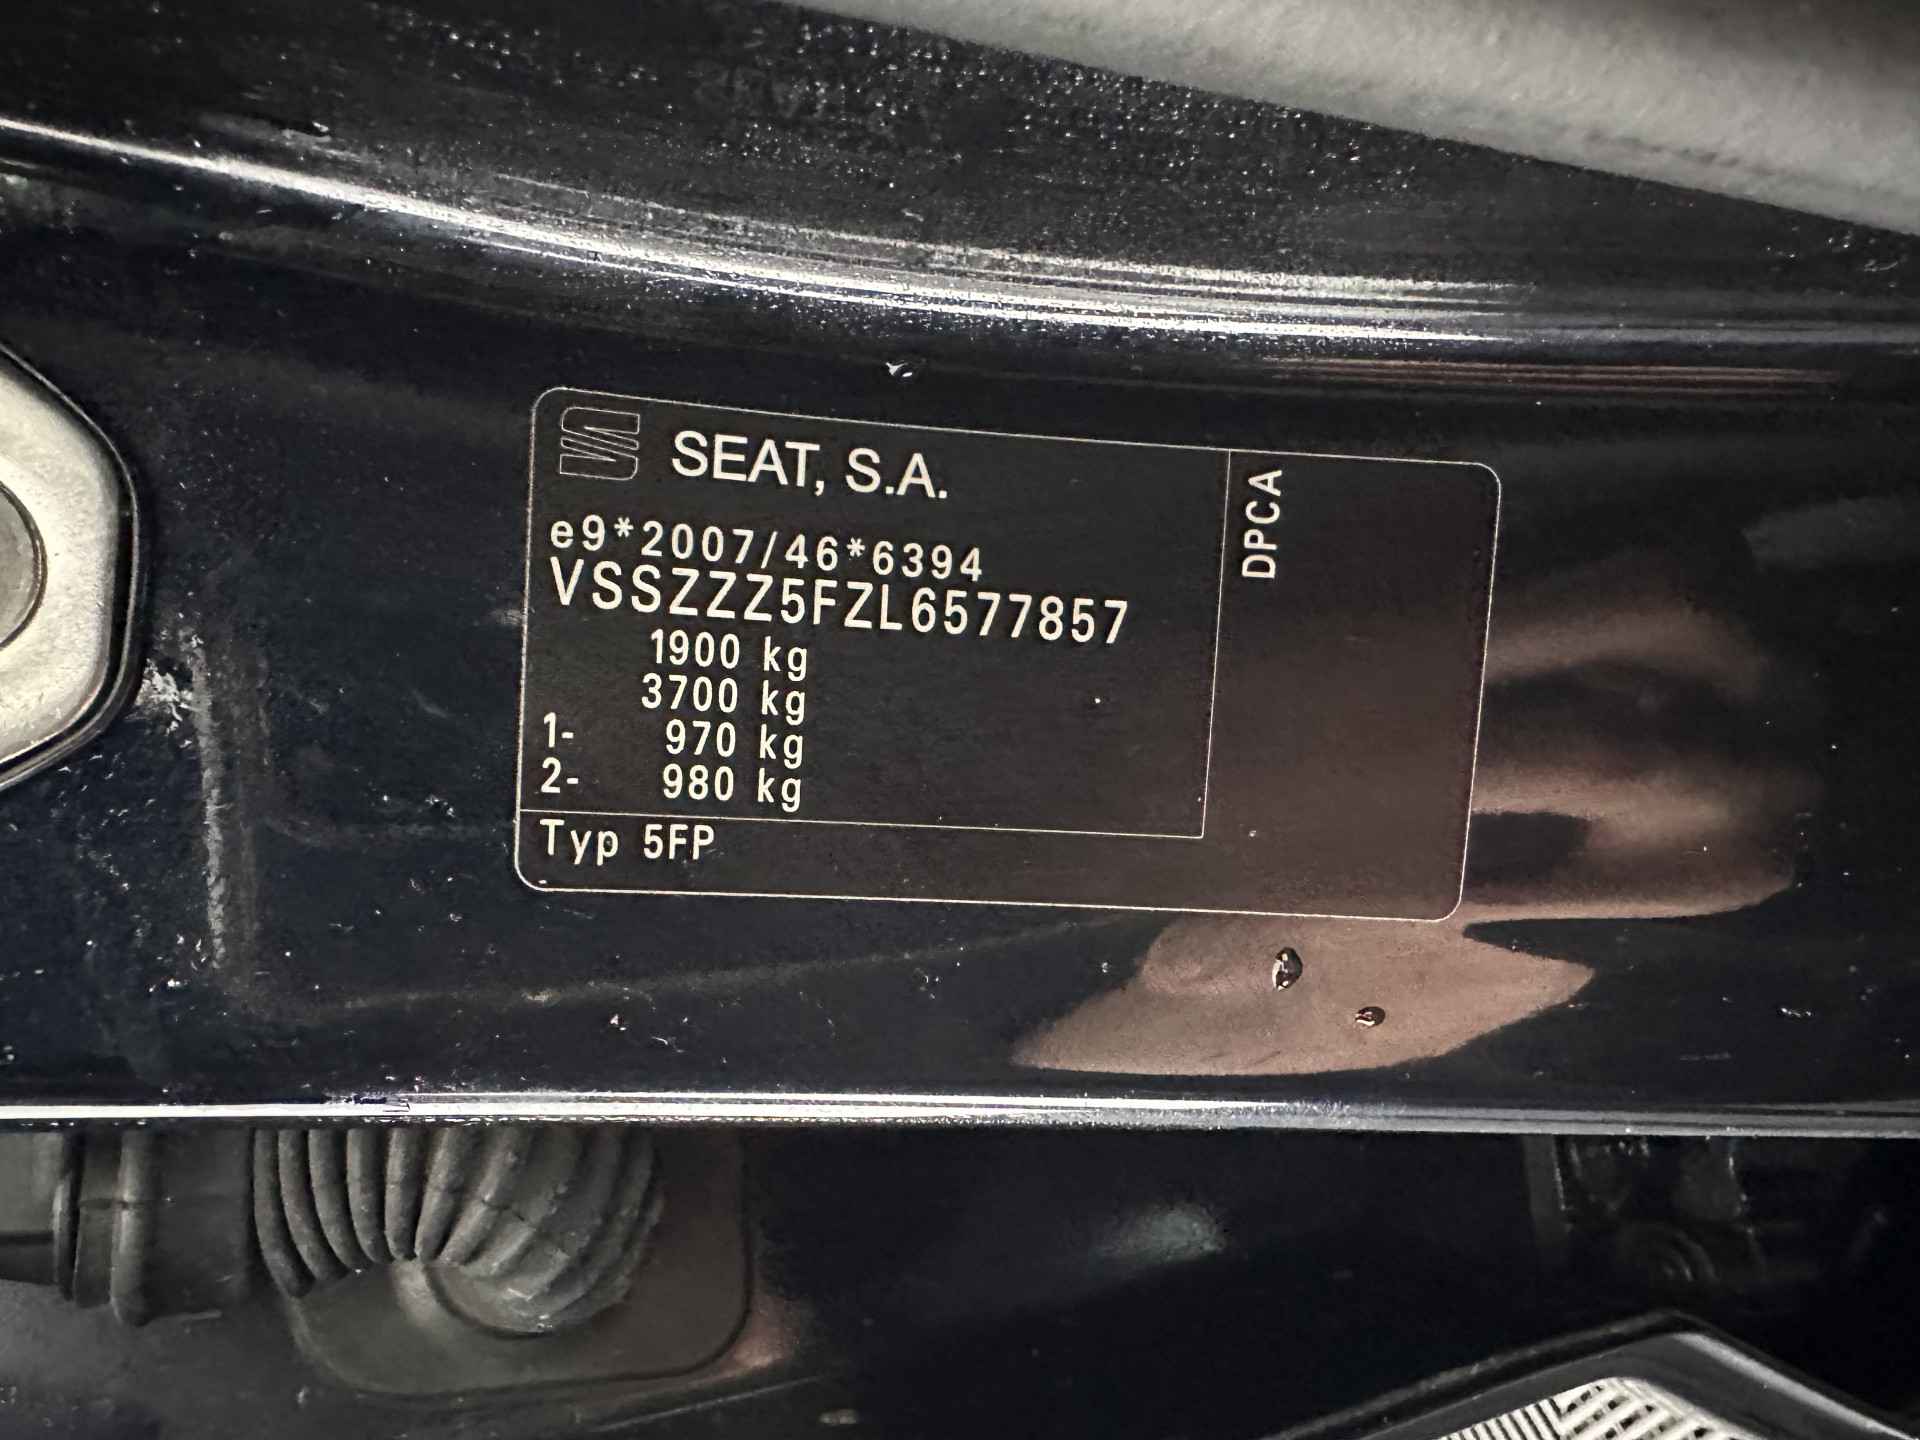 SEAT, S.A.
e9*2007/46*6394
VSSZZZ5FZL6577857
1900 kg
3700 kg
1- 970 kg
2- 980 kg
Typ 5FP
DPCA